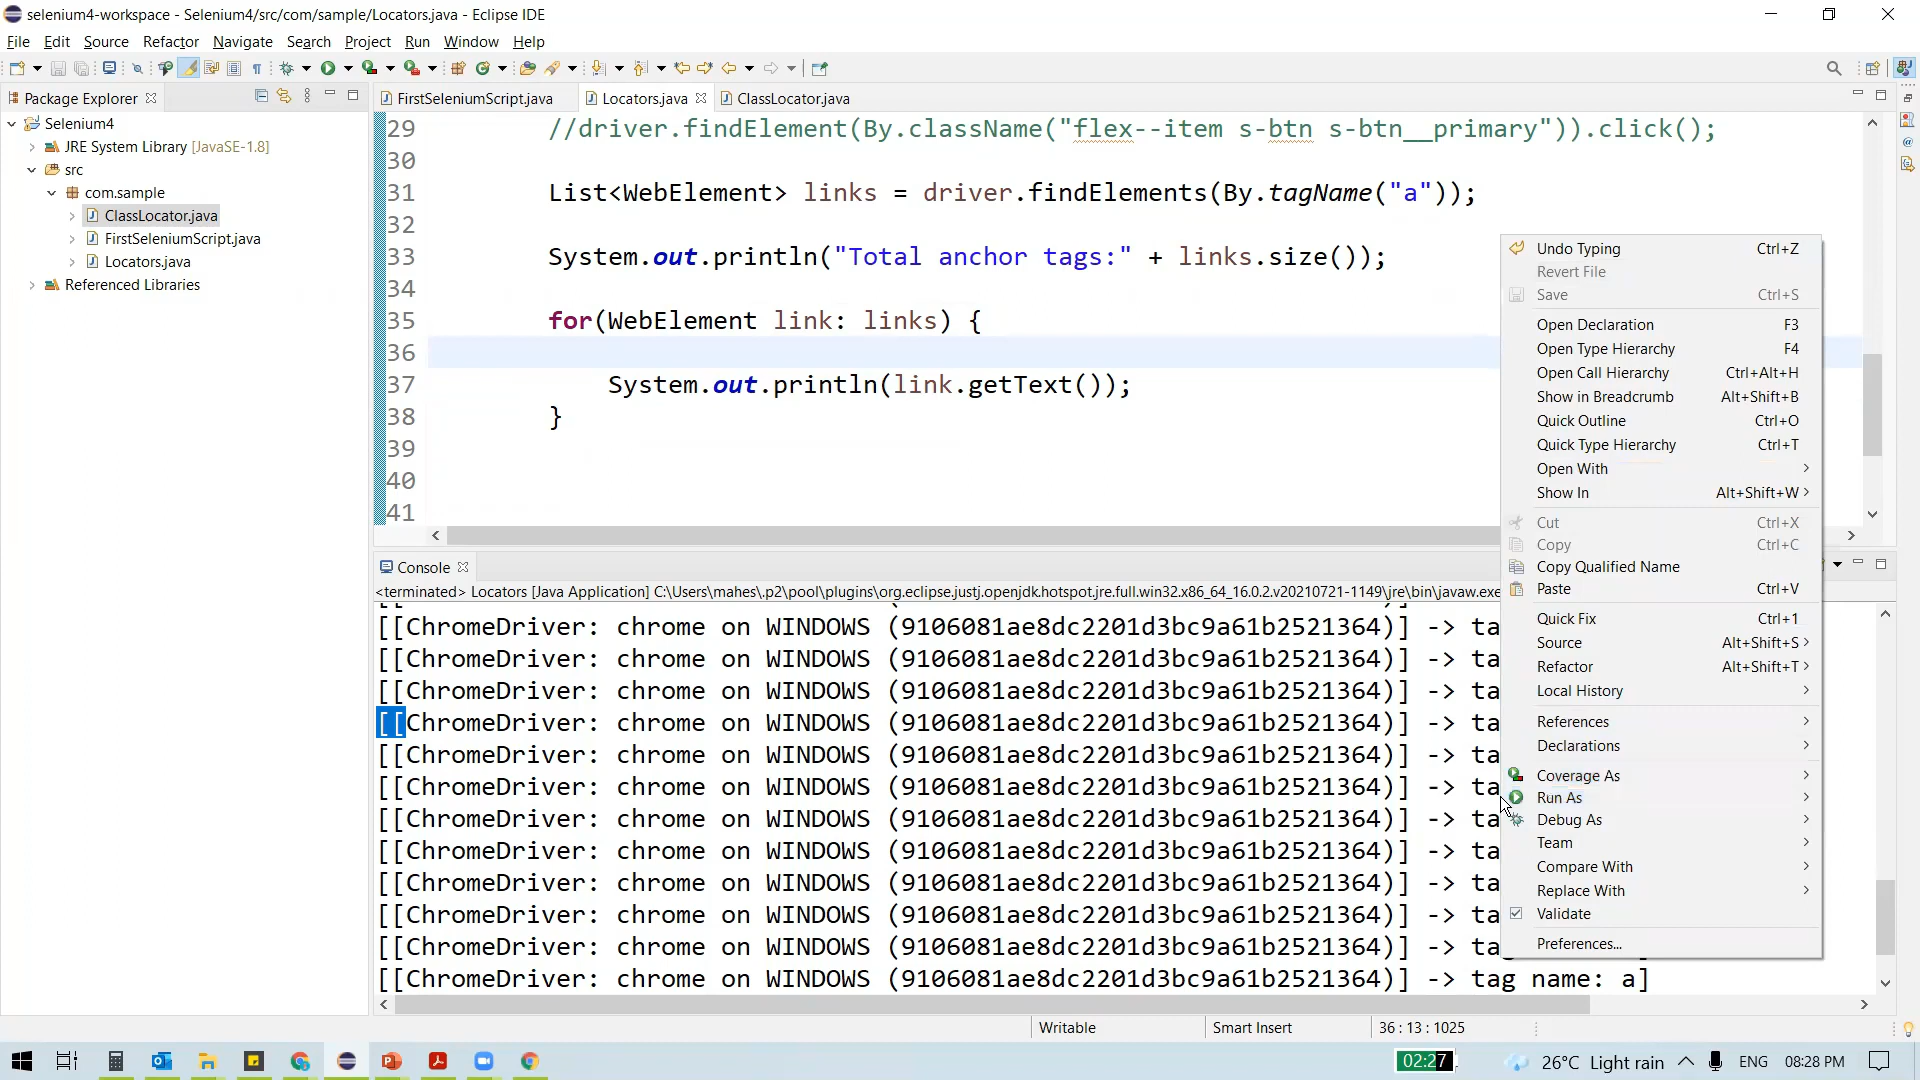 selenium4-workspace - Selenium4/src/com/sample/Locators.java - Eclipse IDE
File Edit Source Refactor Navigate Search Project Run Window Help
Package Explorer
Selenium4
JRE System Library [JavaSE-1.8]
src
com.sample
ClassLocator.java
FirstSeleniumScript.java
Locators.java
Referenced Libraries
FirstSeleniumScript.java Locators.java ClassLocator.java
29 //driver.findElement(By.className("flex--item s-btn s-btn__primary")).click();
30
31 List<WebElement> links = driver.findElements(By.tagName("a"));
32
33 System.out.println("Total anchor tags:" + links.size());
34
35 for(WebElement link: links) {
36
37 System.out.println(link.getText());
38 }
39
40
41
Console
<terminated> Locators [Java Application] C:\Users\mahes\.p2\pool\plugins\org.eclipse.justj.openjdk.hotspot.jre.full.win32.x86_64_16.0.2.v20210721-1149\jre\bin\javaw.exe
[[ChromeDriver: chrome on WINDOWS (9106081ae8dc2201d3bc9a61b2521364)] -> ta
[[ChromeDriver: chrome on WINDOWS (9106081ae8dc2201d3bc9a61b2521364)] -> ta
[[ChromeDriver: chrome on WINDOWS (9106081ae8dc2201d3bc9a61b2521364)] -> ta
[[ChromeDriver: chrome on WINDOWS (9106081ae8dc2201d3bc9a61b2521364)] -> ta
[[ChromeDriver: chrome on WINDOWS (9106081ae8dc2201d3bc9a61b2521364)] -> ta
[[ChromeDriver: chrome on WINDOWS (9106081ae8dc2201d3bc9a61b2521364)] -> ta
[[ChromeDriver: chrome on WINDOWS (9106081ae8dc2201d3bc9a61b2521364)] -> ta
[[ChromeDriver: chrome on WINDOWS (9106081ae8dc2201d3bc9a61b2521364)] -> ta
[[ChromeDriver: chrome on WINDOWS (9106081ae8dc2201d3bc9a61b2521364)] -> ta
[[ChromeDriver: chrome on WINDOWS (9106081ae8dc2201d3bc9a61b2521364)] -> ta
[[ChromeDriver: chrome on WINDOWS (9106081ae8dc2201d3bc9a61b2521364)] -> ta
[[ChromeDriver: chrome on WINDOWS (9106081ae8dc2201d3bc9a61b2521364)] -> tag name: a]
Undo Typing Ctrl+Z
Revert File
Save Ctrl+S
Open Declaration F3
Open Type Hierarchy F4
Open Call Hierarchy Ctrl+Alt+H
Show in Breadcrumb Alt+Shift+B
Quick Outline Ctrl+O
Quick Type Hierarchy Ctrl+T
Open With
Show In Alt+Shift+W
Cut Ctrl+X
Copy Ctrl+C
Copy Qualified Name
Paste Ctrl+V
Quick Fix Ctrl+1
Source Alt+Shift+S
Refactor Alt+Shift+T
Local History
References
Declarations
Coverage As
Run As
Debug As
Team
Compare With
Replace With
Validate
Preferences...
Writable Smart Insert 36 : 13 : 1025
02:27 26°C Light rain ENG 08:28 PM